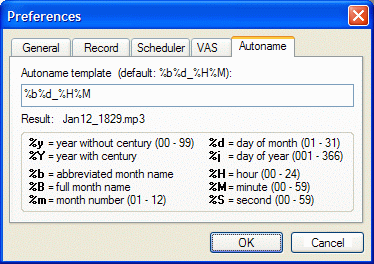 Preferences
General Record Scheduler VAS Autoname
Autoname template (default: %b%d_%H%M):
%b%d_%H%M
Result: Jan12_1829.mp3
%y = year without century (00 - 99) %d = day of month (01 - 31)
%Y = year with century %j = day of year (001 - 366)
%b = abbreviated month name %H = hour (00 - 24)
%B = full month name %M = minute (00 - 59)
%m = month number (01 - 12) %S = second (00 - 59)
OK Cancel